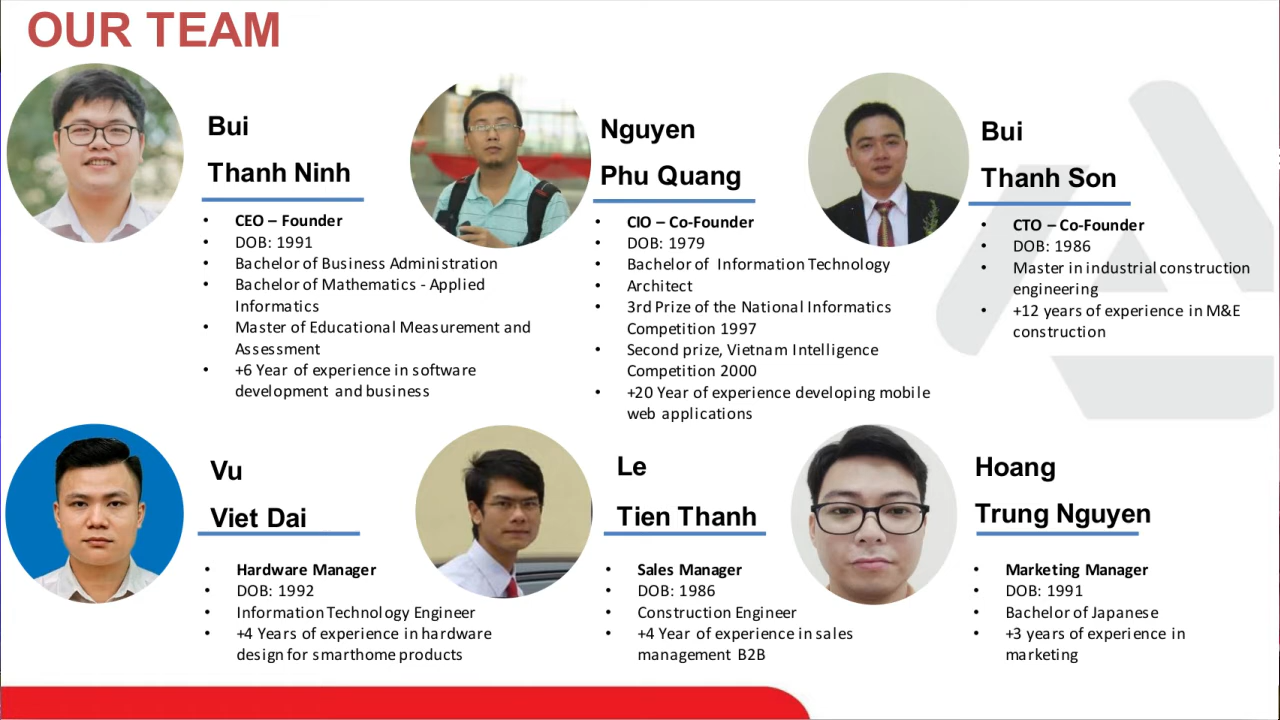 OUR TEAM
Bui
Thanh Ninh
• CEO – Founder
• DOB: 1991
• Bachelor of Business Administration
• Bachelor of Mathematics - Applied
Informatics
• Master of Educational Measurement and
Assessment
• +6 Year of experience in software
development and business
Nguyen
Phu Quang
• CIO – Co-Founder
• DOB: 1979
• Bachelor of Information Technology
• Architect
• 3rd Prize of the National Informatics
Competition 1997
• Second prize, Vietnam Intelligence
Competition 2000
• +20 Year of experience developing mobile
web applications
Bui
Thanh Son
• CTO – Co-Founder
• DOB: 1986
• Master in industrial construction
engineering
• +12 years of experience in M&E
construction
Vu
Viet Dai
• Hardware Manager
• DOB: 1992
• Information Technology Engineer
• +4 Years of experience in hardware
design for smarthome products
Le
Tien Thanh
• Sales Manager
• DOB: 1986
• Construction Engineer
• +4 Year of experience in sales
management B2B
Hoang
Trung Nguyen
• Marketing Manager
• DOB: 1991
• Bachelor of Japanese
• +3 years of experience in
marketing